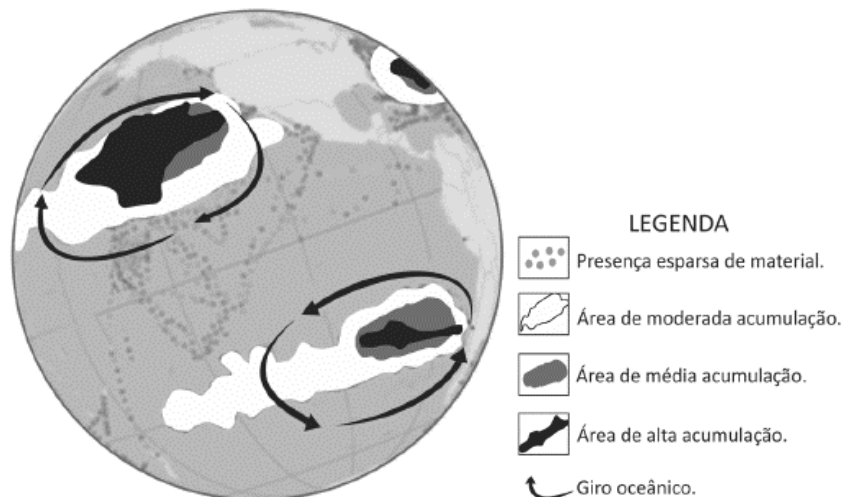 LEGENDA
Presença esparsa de material.
Área de moderada acumulação.
Área de média acumulação.
Área de alta acumulação.
Giro oceânico.